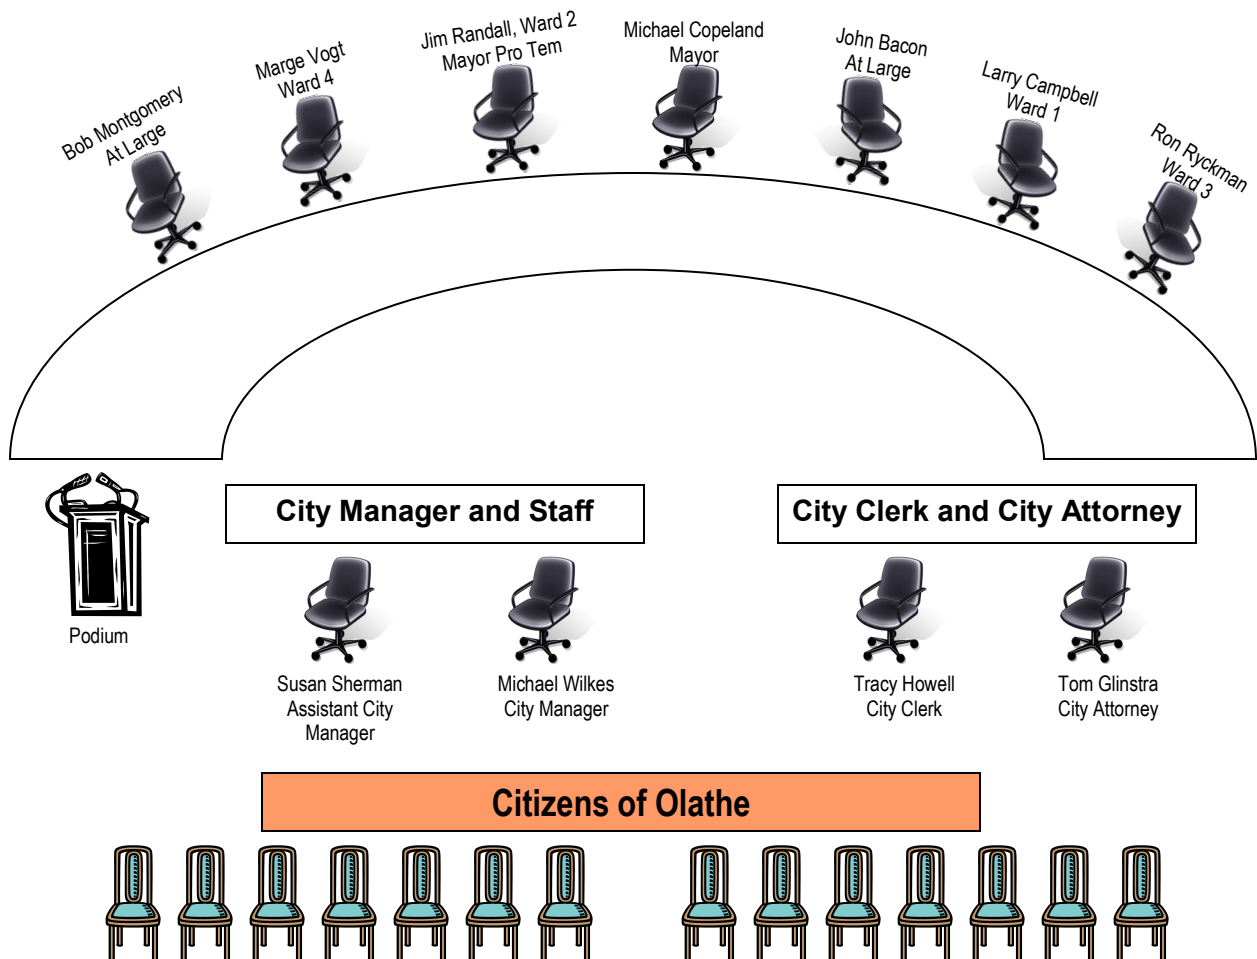 Bob Montgomery
At Large
Marge Vogt
Ward 4
Jim Randall, Ward 2
Mayor Pro Tem
Michael Copeland
Mayor
John Bacon
At Large
Larry Campbell
Ward 1
Ron Ryckman
Ward 3
Podium
City Manager and Staff
City Clerk and City Attorney
Susan Sherman
Assistant City
Manager
Michael Wilkes
City Manager
Tracy Howell
City Clerk
Tom Glinstra
City Attorney
Citizens of Olathe